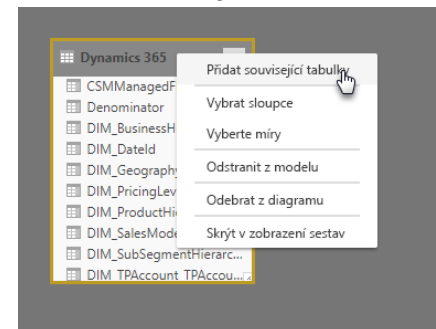 Dynamics 365
CSMManagedF
Denominator
DIM_BusinessH
DIM_DateId
DIM_Geography
DIM_PricingLev
DIM_ProductHi
DIM_SalesMode
DIM_SubSegmentHierarc...
DIM_TPAccount_TPAccou...
Přidat související tabulky
Vybrat sloupce
Vyberte míry
Odstranit z modelu
Odebrat z diagramu
Skrýt v zobrazení sestav